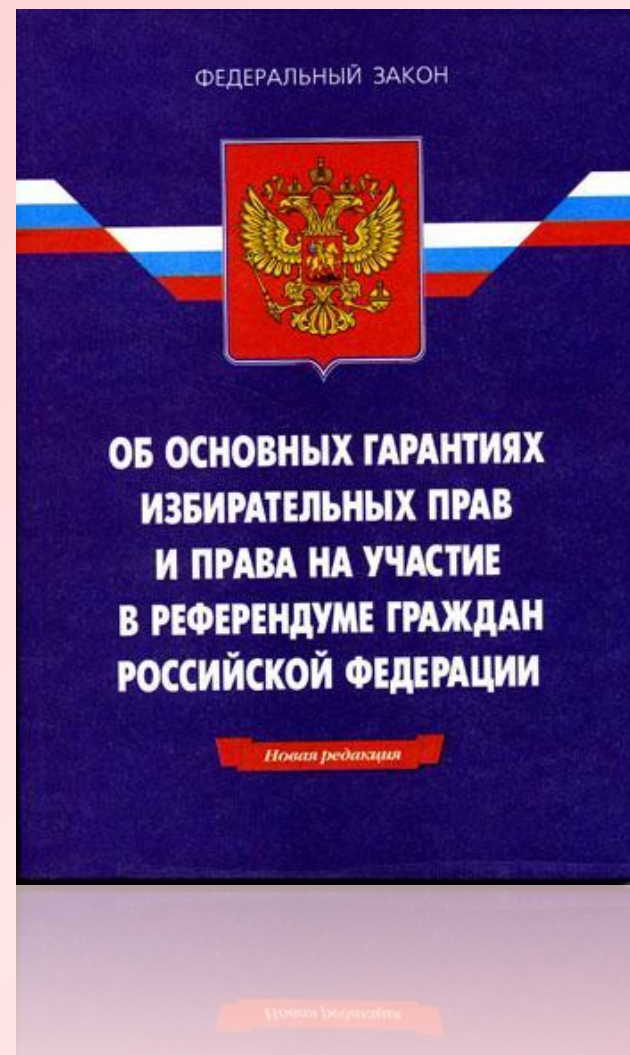 ФЕДЕРАЛЬНЫЙ ЗАКОН
ОБ ОСНОВНЫХ ГАРАНТИЯХ
ИЗБИРАТЕЛЬНЫХ ПРАВ
И ПРАВА НА УЧАСТИЕ
В РЕФЕРЕНДУМЕ ГРАЖДАН
РОССИЙСКОЙ ФЕДЕРАЦИИ
Новая редакция